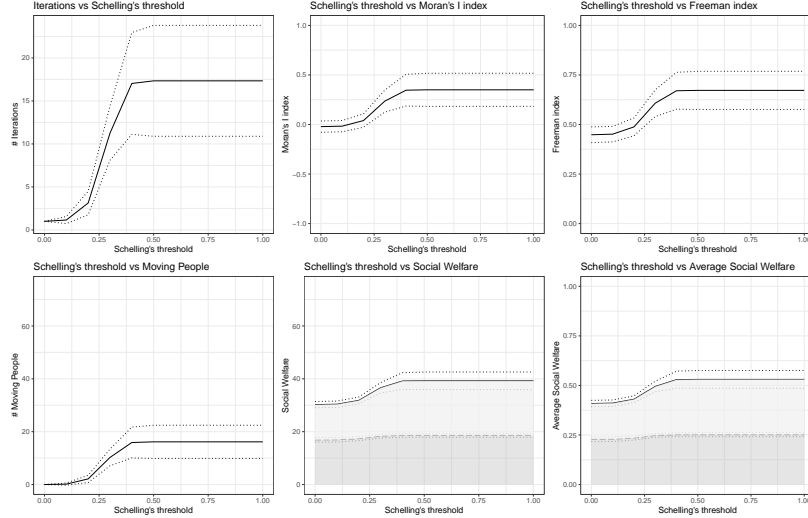 Iterations vs Schelling's threshold
# Iterations
20
15
10
5
0
0.00 0.25 0.50 0.75 1.00
Schelling's threshold
Schelling's threshold vs Moran's I index
Moran's I index
1.0
0.5
0.0
−0.5
−1.0
0.00 0.25 0.50 0.75 1.00
Schelling's threshold
Schelling's threshold vs Freeman index
Freeman index
1.00
0.75
0.50
0.25
0.00
0.00 0.25 0.50 0.75 1.00
Schelling's threshold
Schelling's threshold vs Moving People
# Moving People
60
40
20
0
0.00 0.25 0.50 0.75 1.00
Schelling's threshold
Schelling's threshold vs Social Welfare
Social Welfare
60
40
20
0
0.00 0.25 0.50 0.75 1.00
Schelling's threshold
Schelling's threshold vs Average Social Welfare
Average Social Welfare
1.00
0.75
0.50
0.25
0.00
0.00 0.25 0.50 0.75 1.00
Schelling's threshold